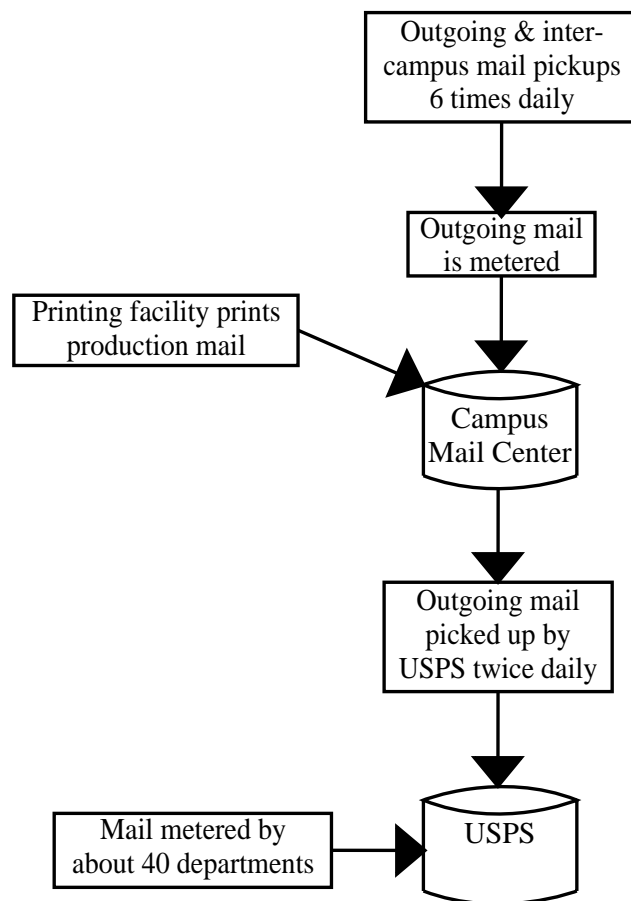 Outgoing & inter-
campus mail pickups
6 times daily
Outgoing mail
is metered
Printing facility prints
production mail
Campus
Mail Center
Outgoing mail
picked up by
USPS twice daily
USPS
Mail metered by
about 40 departments